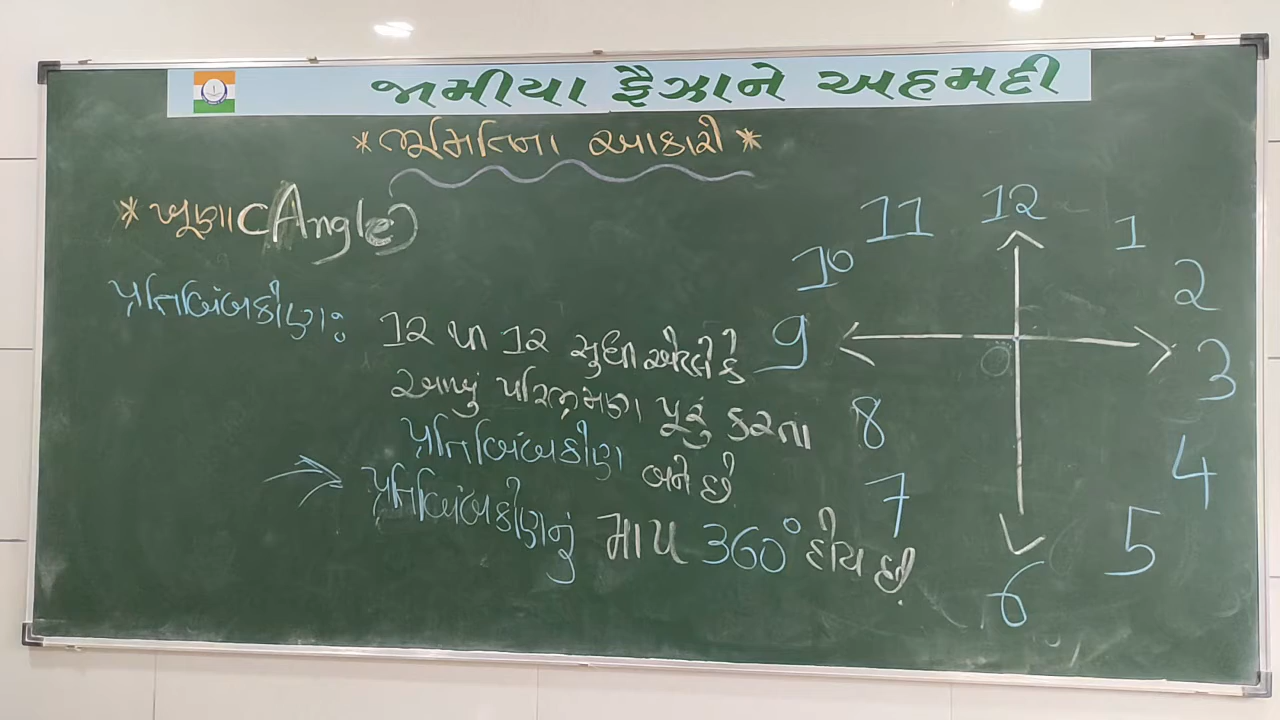 જામીયા ફૈઝાને અહમદી
* ભૂમિતિના આકારો *
* ખૂણા (Angle)
પ્રતિબિંબકોણ:
12 થી 12 સુધી એટલે કે
આખું પરિભ્રમણ પૂરું કરતા
પ્રતિબિંબકોણ બને છે
પ્રતિબિંબકોણનું માપ 360° હોય છે.
12
11
1
10
2
9
3
8
4
7
5
6